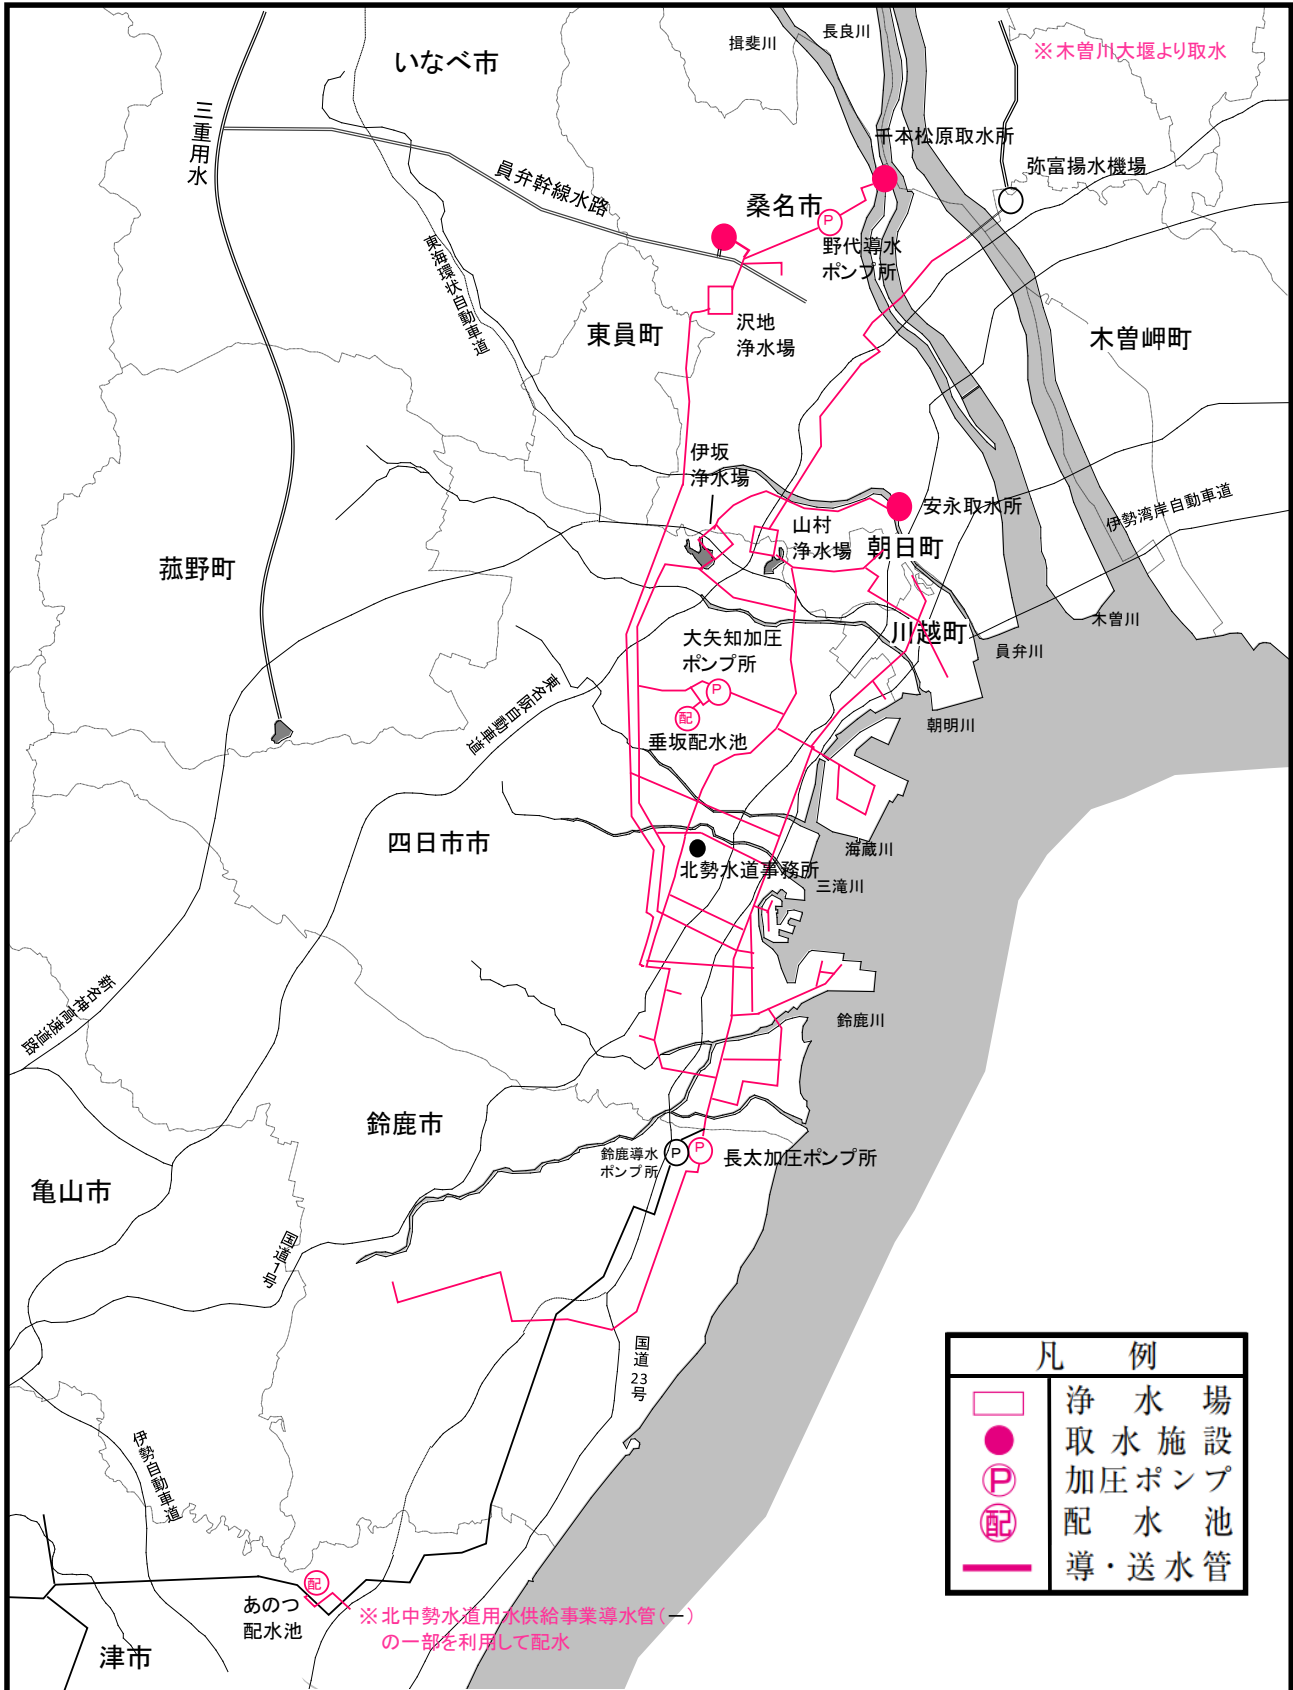 いなべ市
揖斐川
長良川
※木曽川大堰より取水
三重用水
千本松原取水所
弥富揚水機場
員弁幹線水路
桑名市
P
野代導水
ポンプ所
東海環状自動車道
東員町
沢地
浄水場
木曽岬町
伊坂
浄水場
安永取水所
伊勢湾岸自動車道
山村
浄水場
朝日町
菰野町
木曽川
川越町
員弁川
大矢知加圧
ポンプ所
P
配
垂坂配水池
東名阪自動車道
朝明川
四日市市
海蔵川
北勢水道事務所
三滝川
新名神高速道路
鈴鹿川
鈴鹿市
鈴鹿導水
ポンプ所
P
P
長太加圧ポンプ所
亀山市
国道1号
国道23号
凡例
浄水場
取水施設
P
加圧ポンプ
配
配水池
導・送水管
伊勢自動車道
配
あのつ
配水池
※北中勢水道用水供給事業導水管(一)
の一部を利用して配水
津市